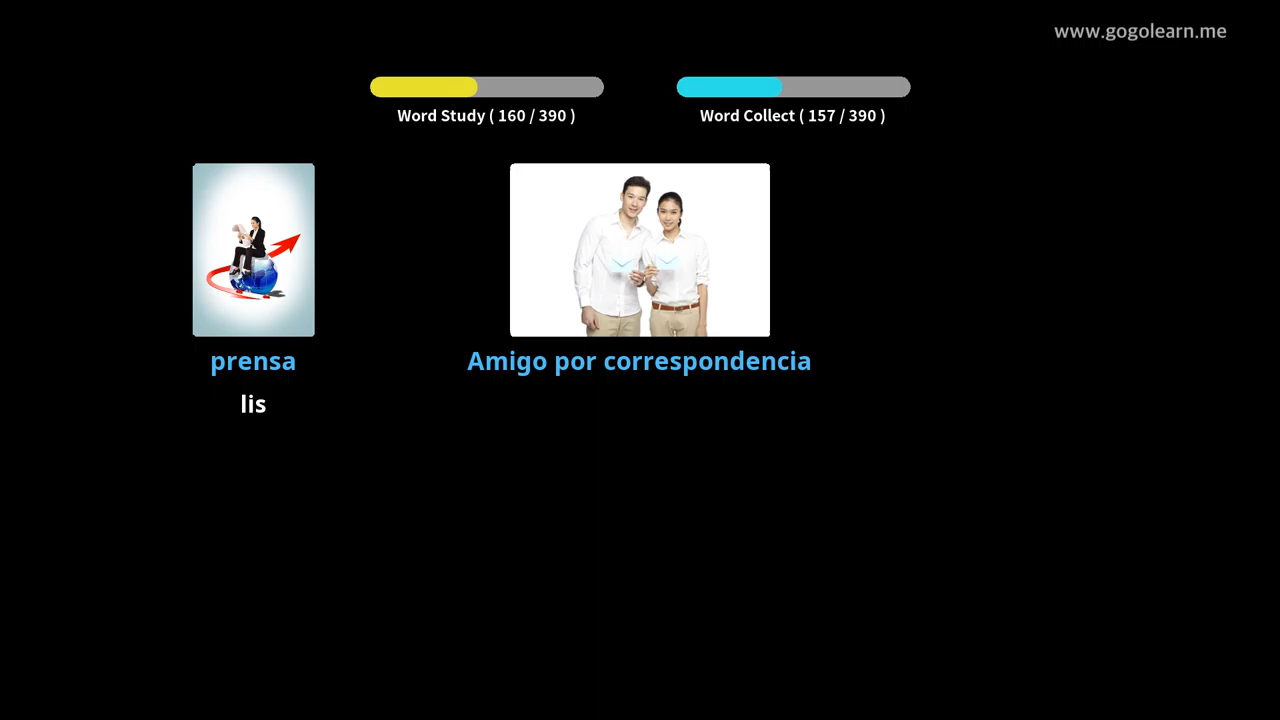 www.gogolearn.me
Word Study ( 160 / 390 )
Word Collect ( 157 / 390 )
prensa
Amigo por correspondencia
lis